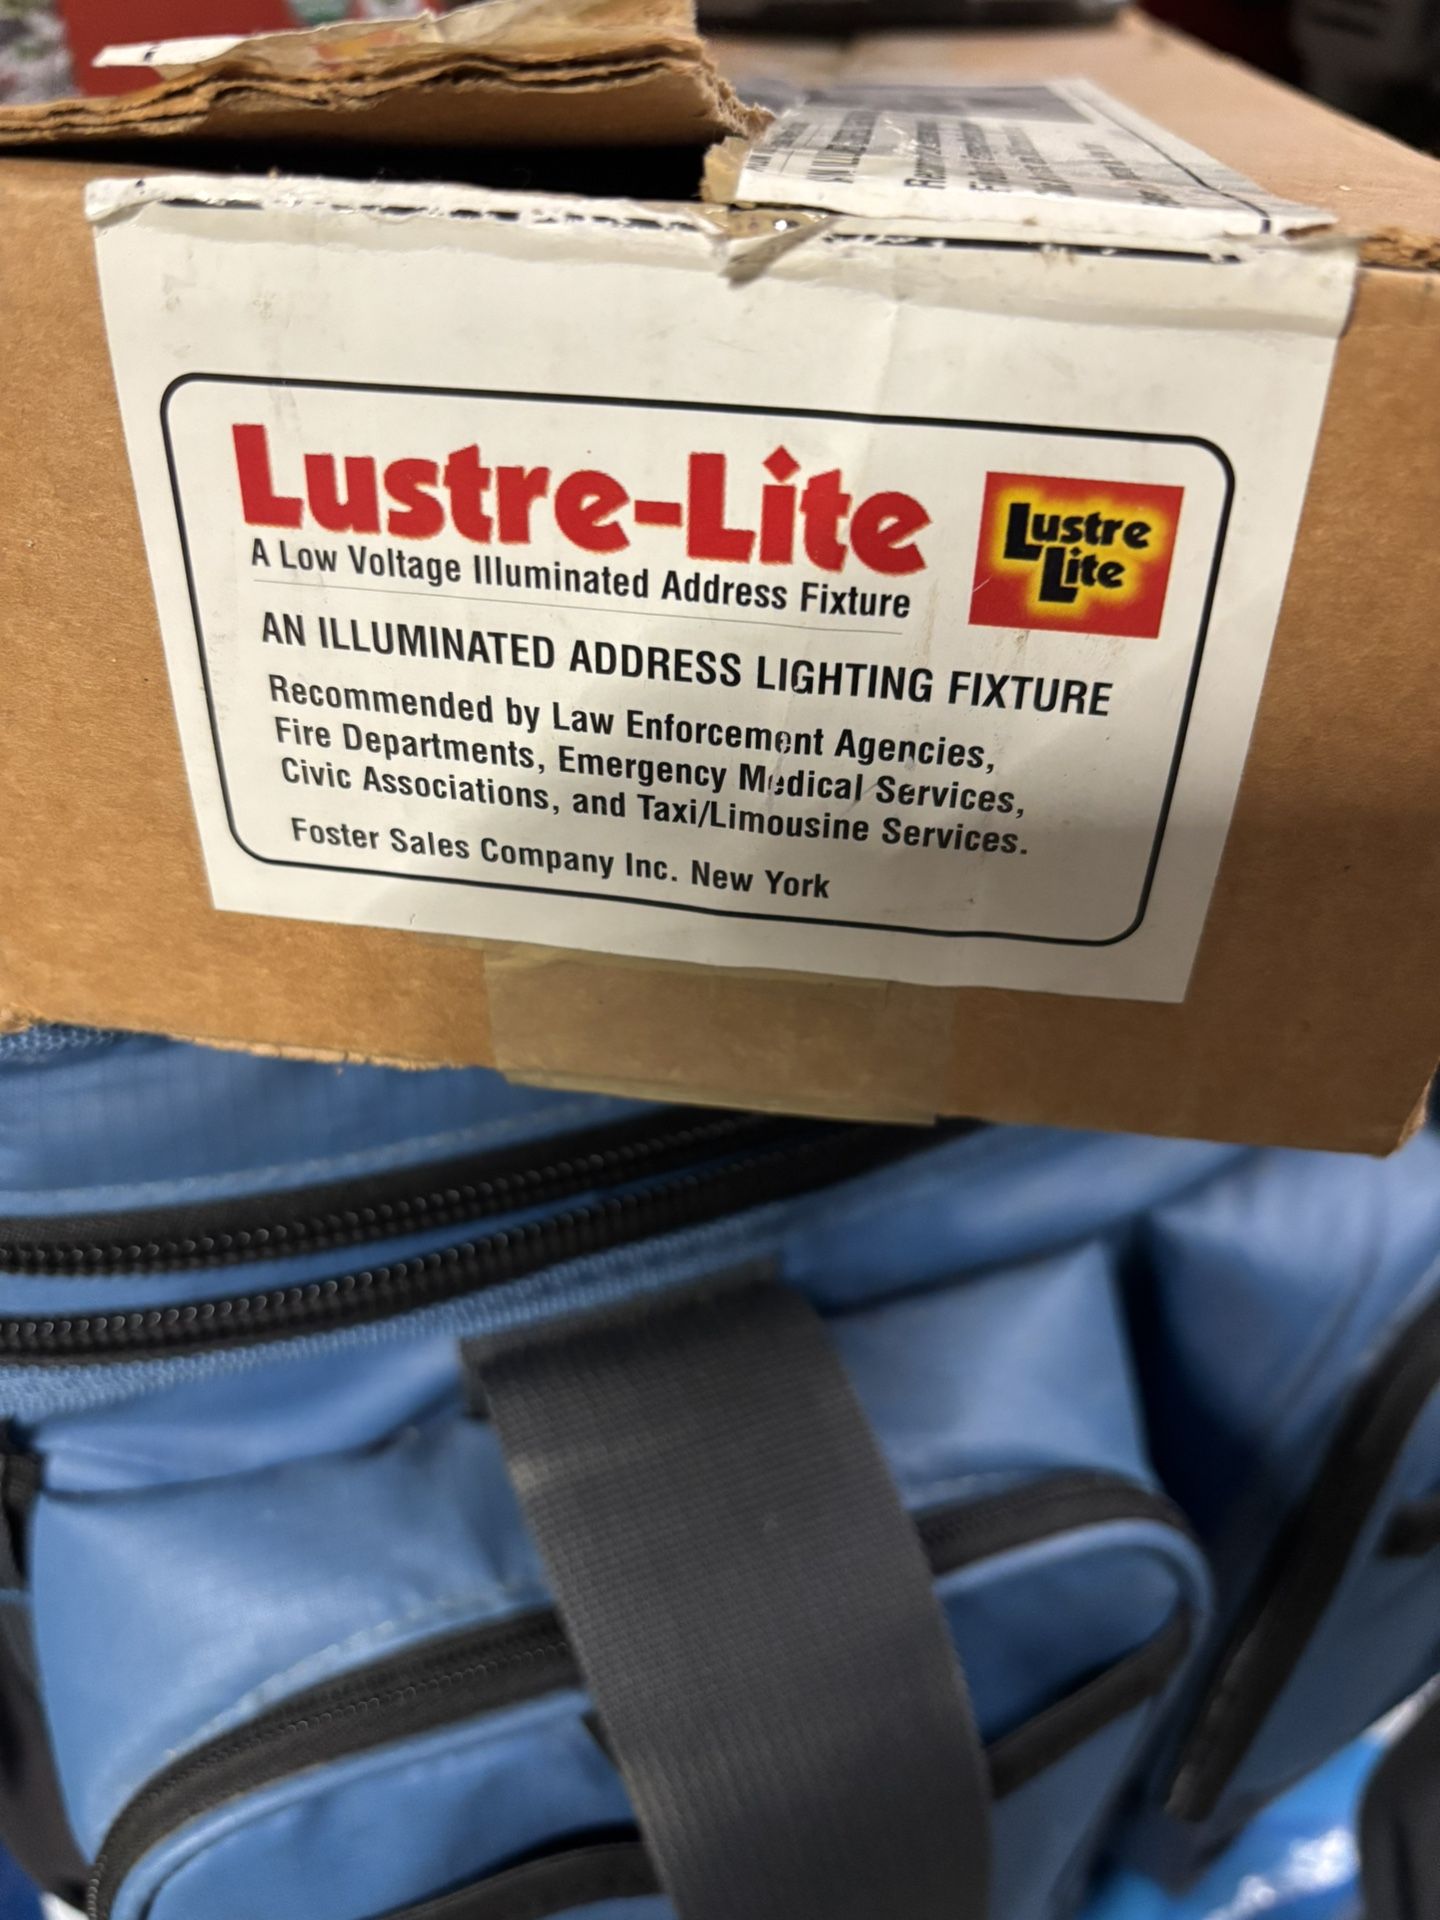 Lustre-Lite
A Low Voltage Illuminated Address Fixture
Lustre
Lite
AN ILLUMINATED ADDRESS LIGHTING FIXTURE
Recommended by Law Enforcement Agencies,
Fire Departments, Emergency Medical Services,
Civic Associations, and Taxi/Limousine Services.
Foster Sales Company Inc. New York